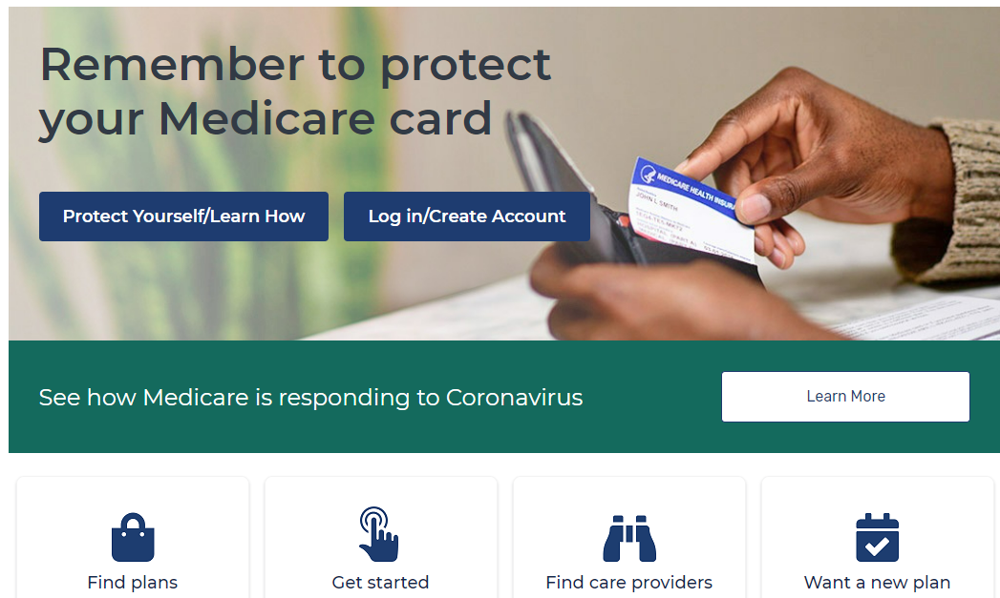 Remember to protect
your Medicare card
Protect Yourself/Learn How
Log in/Create Account
MEDICARE HEALTH INSURA
JOHN L SMITH
See how Medicare is responding to Coronavirus
Learn More
Find plans
Get started
Find care providers
Want a new plan